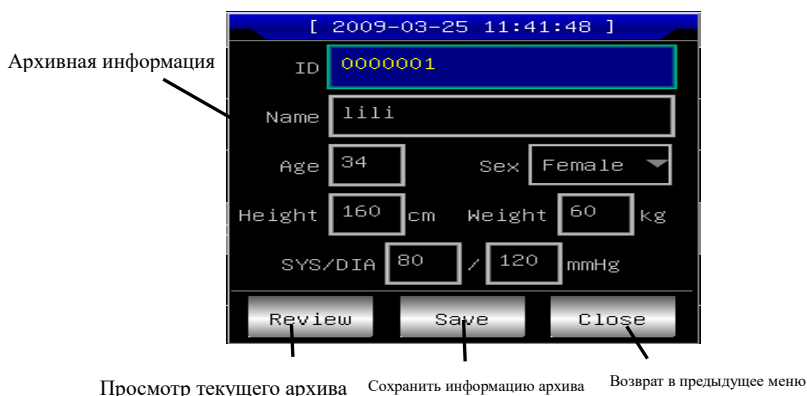 [ 2009-03-25 11:41:48 ]
Архивная информация
ID 0000001
Name lili
Age 34 Sex Female
Height 160 cm Weight 60 kg
SYS/DIA 80 / 120 mmHg
Review Save Close
Просмотр текущего архива Сохранить информацию архива Возврат в предыдущее меню